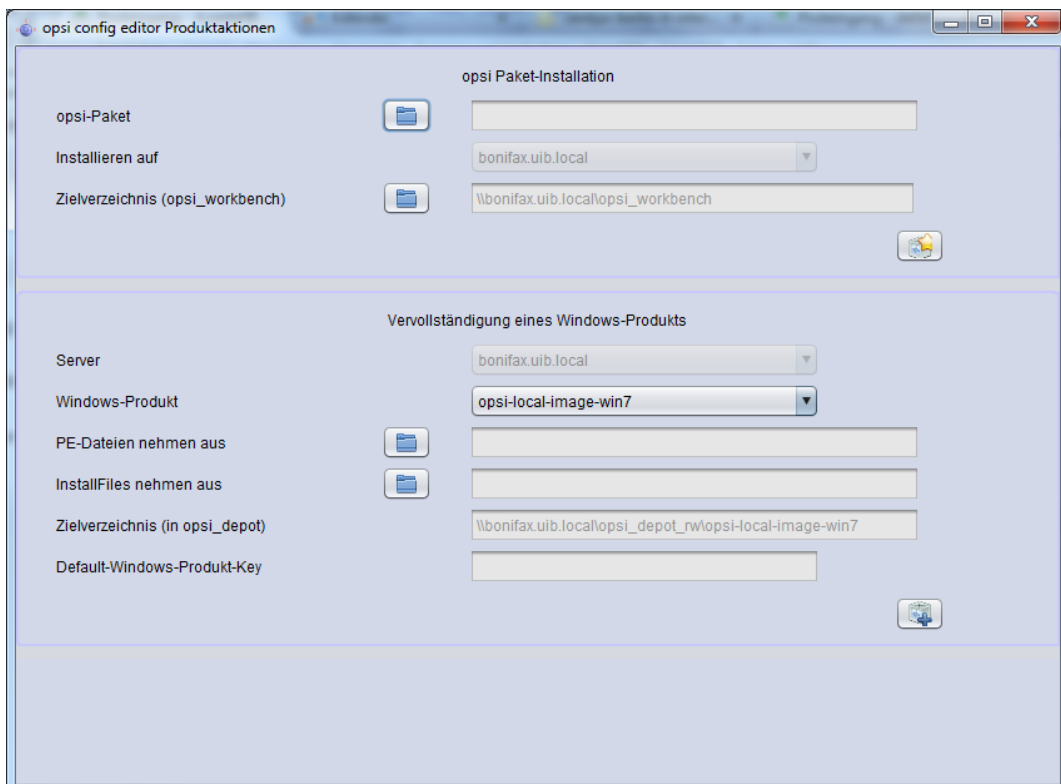 opsi config editor Produktaktionen
opsi Paket-Installation
opsi-Paket
Installieren auf bonifax.uib.local
Zielverzeichnis (opsi_workbench) \\bonifax.uib.local\opsi_workbench
Vervollständigung eines Windows-Produkts
Server bonifax.uib.local
Windows-Produkt opsi-local-image-win7
PE-Dateien nehmen aus
InstallFiles nehmen aus
Zielverzeichnis (in opsi_depot) \\bonifax.uib.local\opsi_depot_rw\opsi-local-image-win7
Default-Windows-Produkt-Key